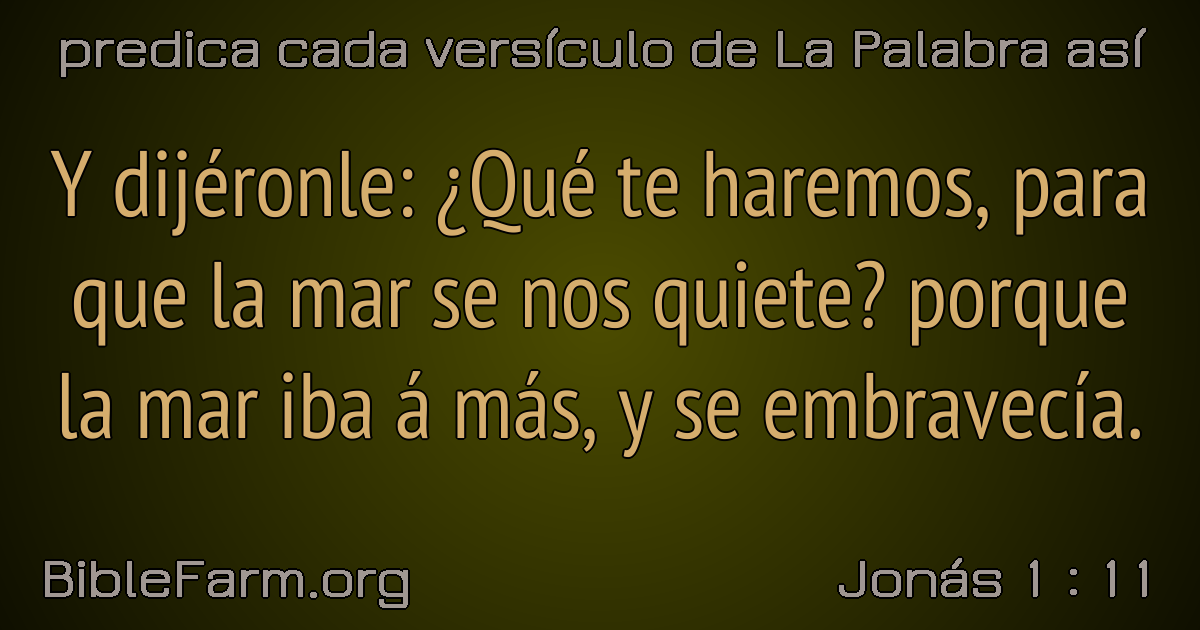 predica cada versículo de La Palabra así
Y dijéronle: ¿Qué te haremos, para
que la mar se nos quiete? porque
la mar iba á más, y se embravecía.
BibleFarm.org
Jonás 1 : 11